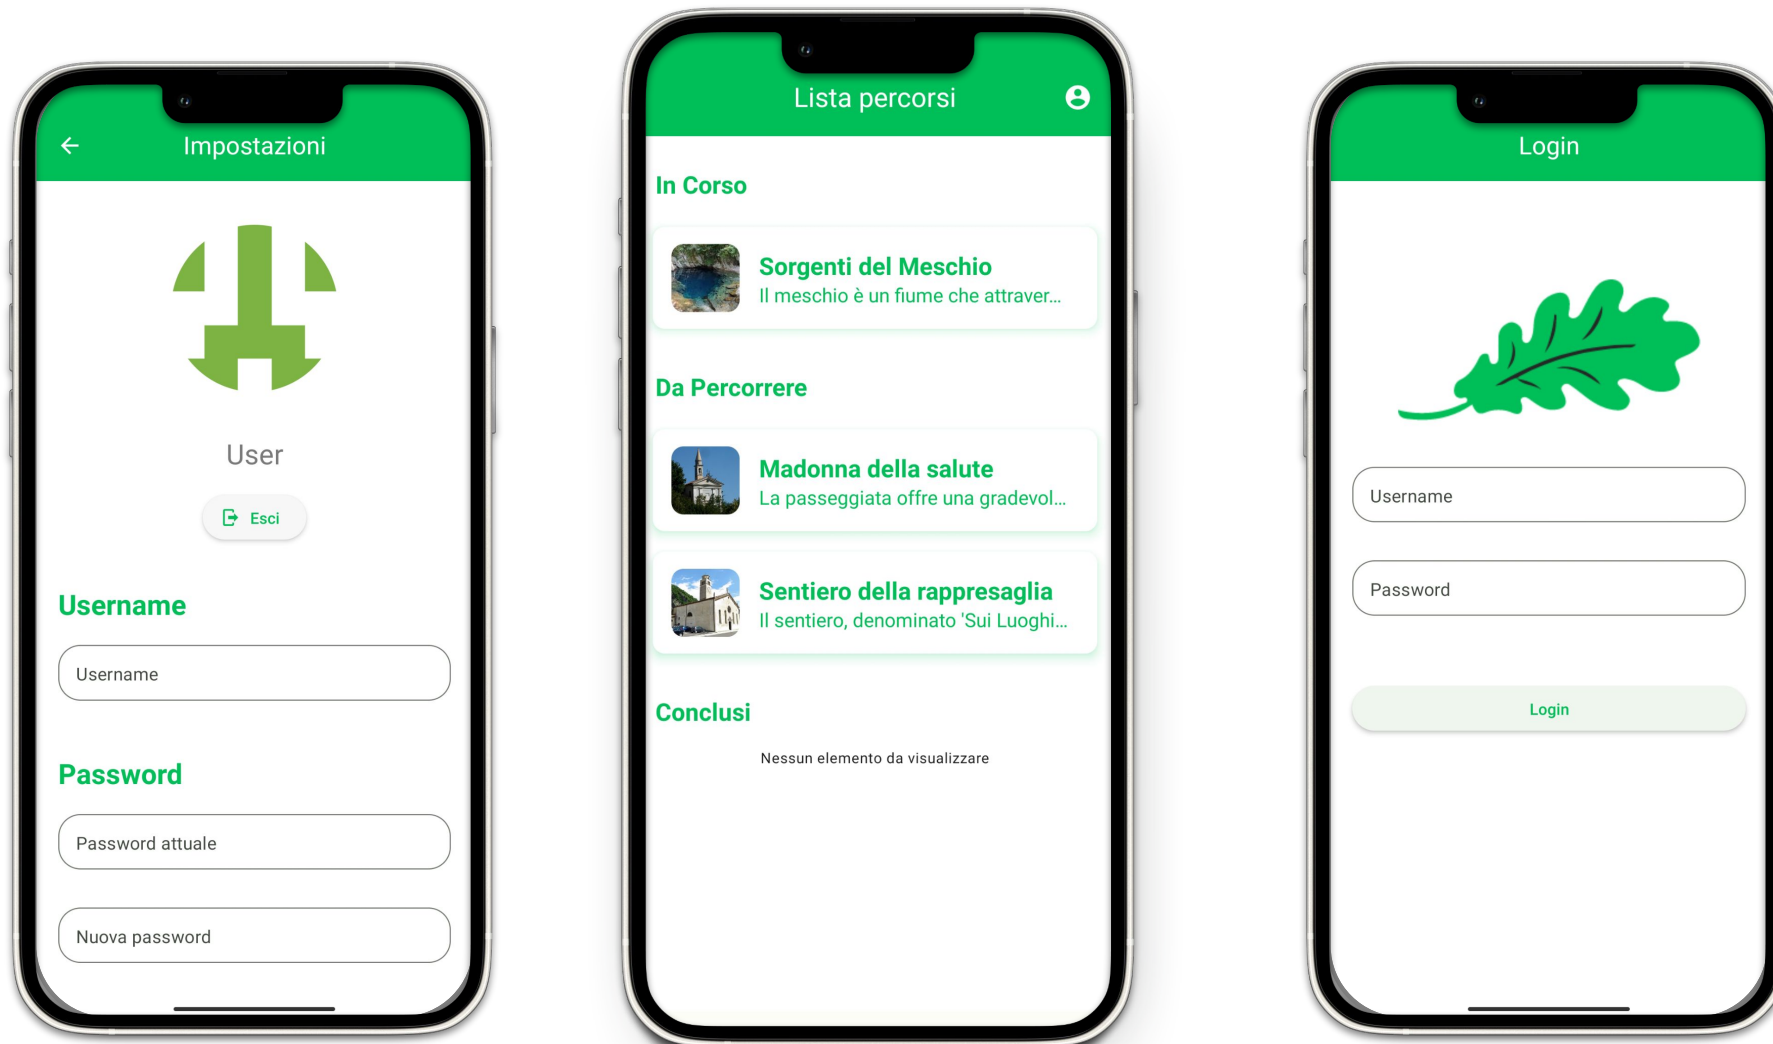 Impostazioni
User
Esci
Username
Username
Password
Password attuale
Nuova password
Lista percorsi
In Corso
Sorgenti del Meschio
Il meschio è un fiume che attraver...
Da Percorrere
Madonna della salute
La passeggiata offre una gradevol...
Sentiero della rappresaglia
Il sentiero, denominato 'Sui Luoghi...
Conclusi
Nessun elemento da visualizzare
Login
Username
Password
Login